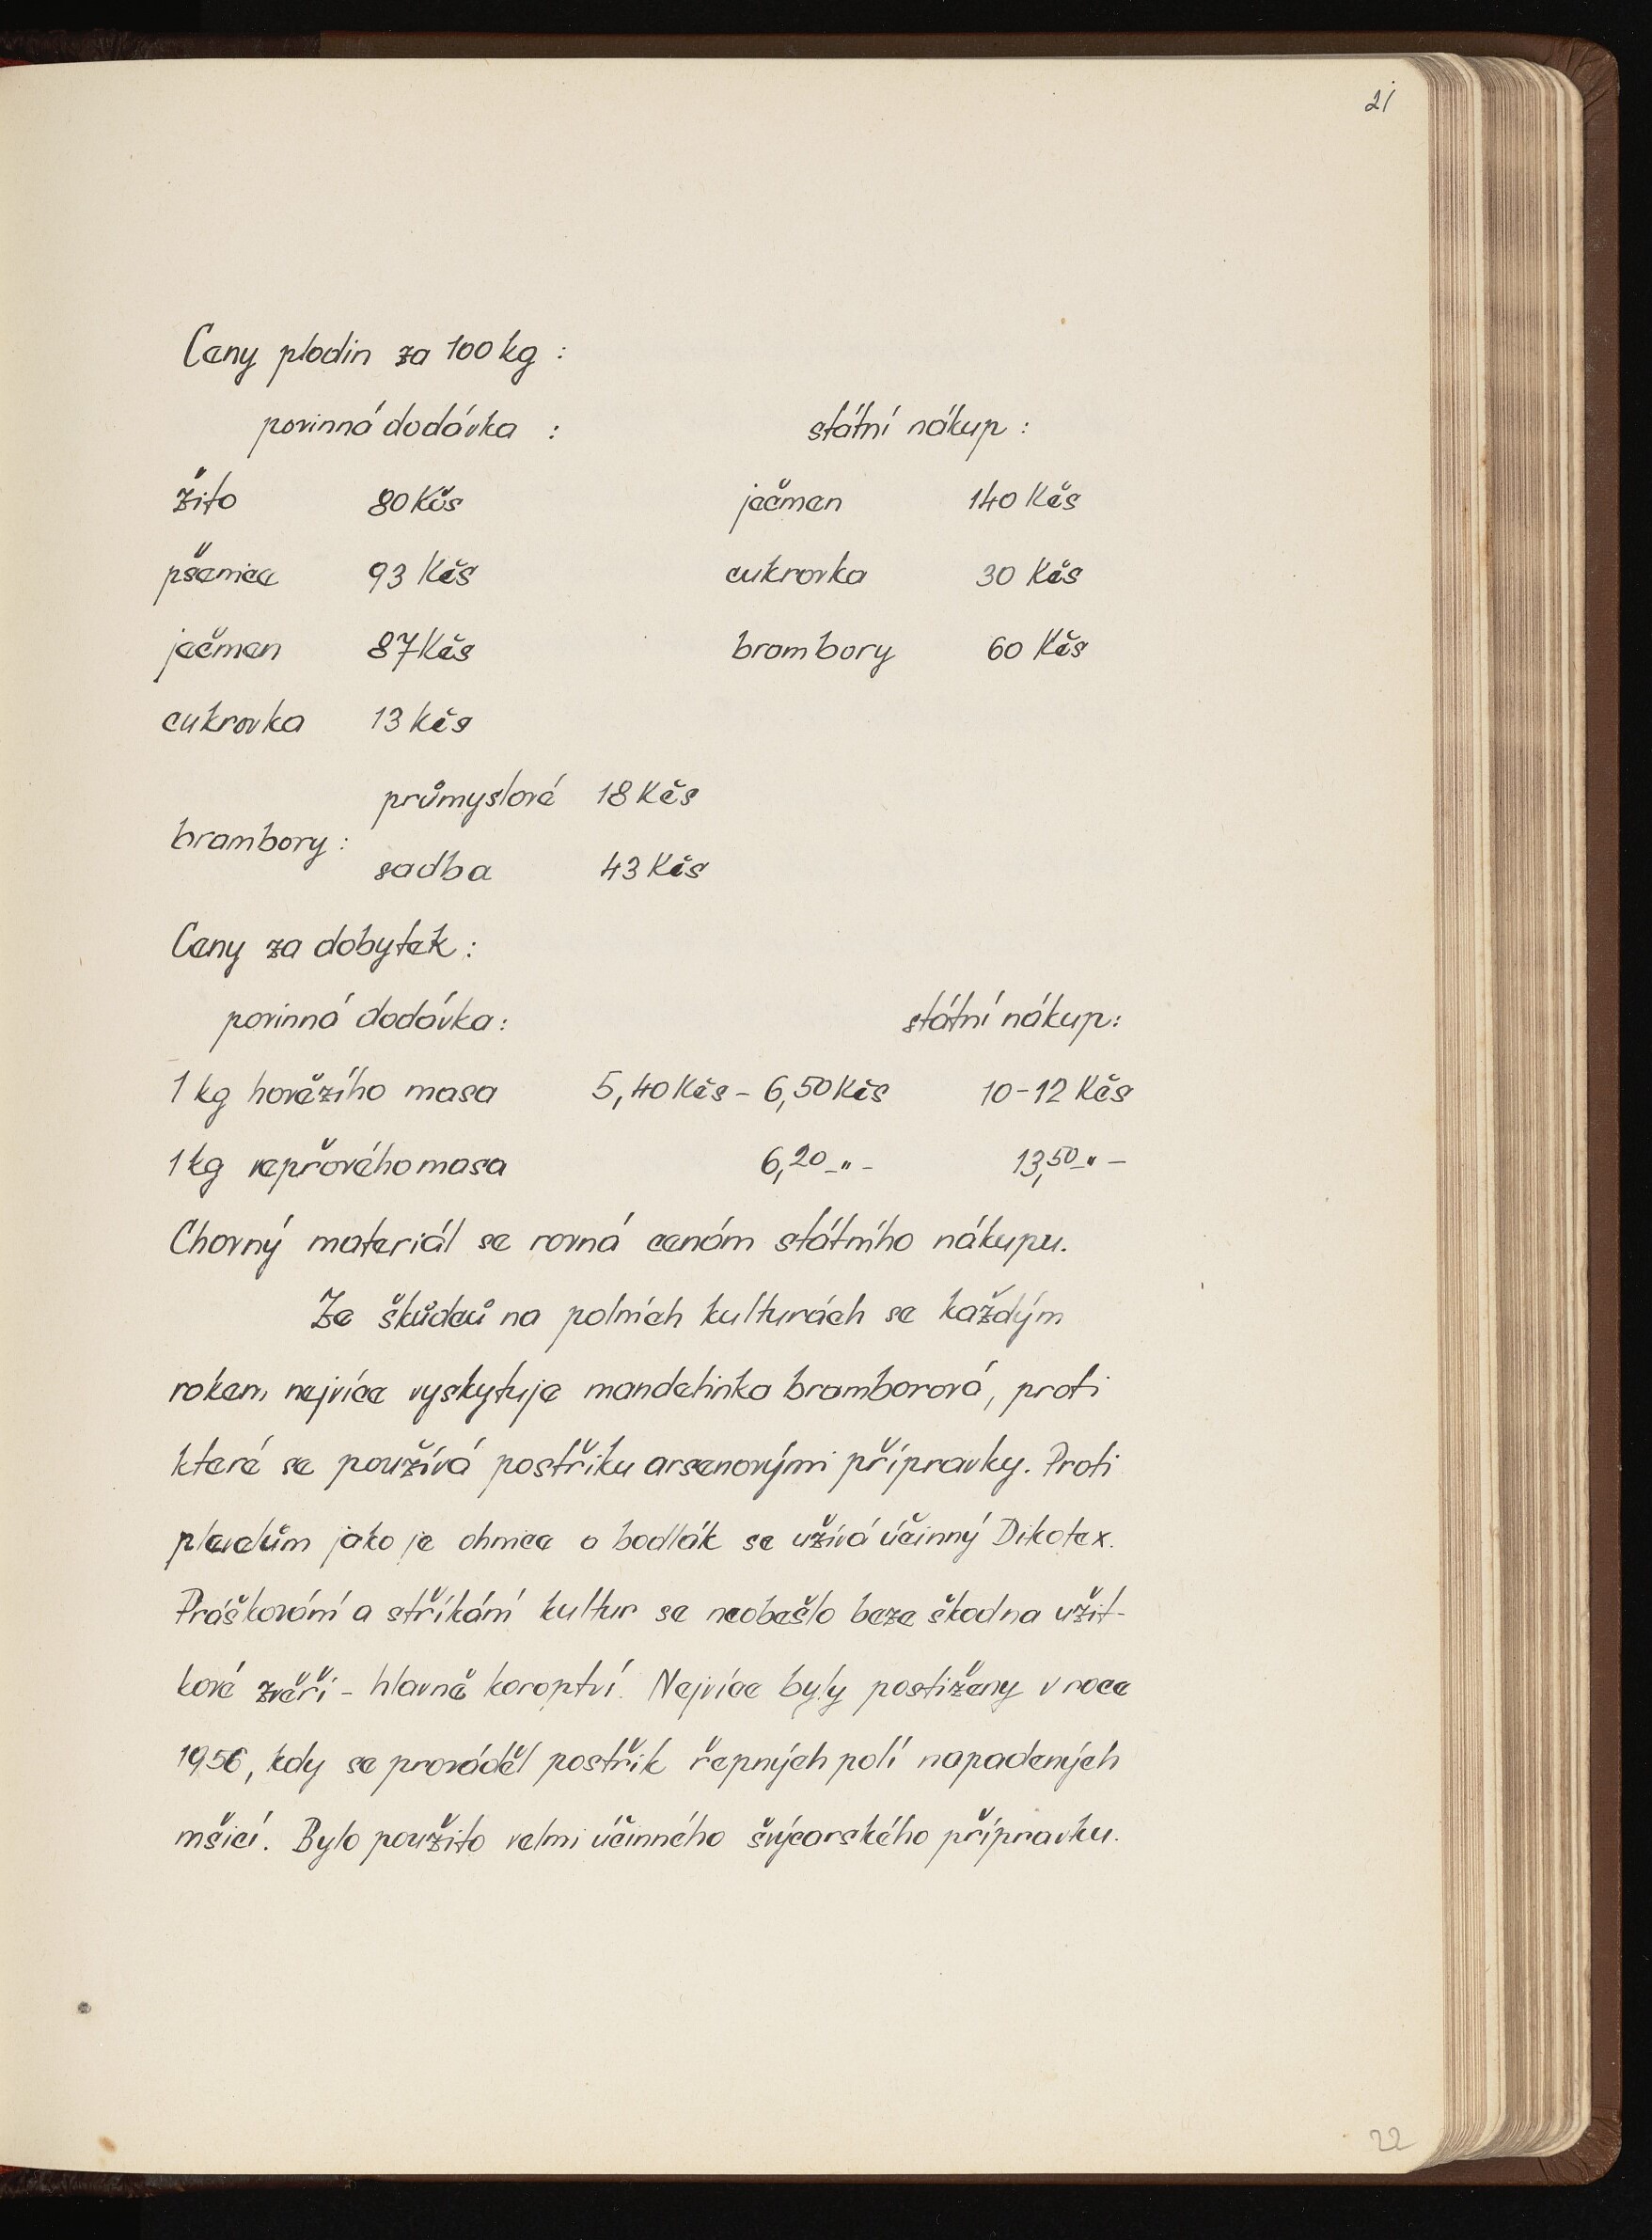 21
Ceny plodin za 100 kg :
povinná dodávka : státní nákup :
žito 80 Kčs ječmen 140 Kčs
pšenice 93 Kčs cukrovka 30 Kčs
ječmen 87 Kčs brambory 60 Kčs
cukrovka 13 kčs
průmyslové 18 Kčs
brambory :
sadba 43 Kčs
Ceny za dobytek :
povinná dodávka : státní nákup :
1 kg hovězího masa 5,40 Kčs - 6,50 Kčs 10-12 Kčs
1 kg vepřového masa 6,20 -"- 13,50 -"-
Chovný materiál se rovná cenám státního nákupu.
Ze škůdců na polních kulturách se každým
rokem nejvíce vyskytuje mandelinka bramborová, proti
které se používá postřiku arsenovými přípravky. Proti
plevelům jako je ohnice a bodlák se užívá účinný Dikotex.
Práškování a stříkání kultur se neobešlo beze škod na užit-
kové zvěři - hlavně koroptví. Nejvíce byly postiženy v roce
1956, kdy se prováděl postřik řepných polí napadených
mšicí. Bylo použito velmi účinného švýcarského přípravku.
22